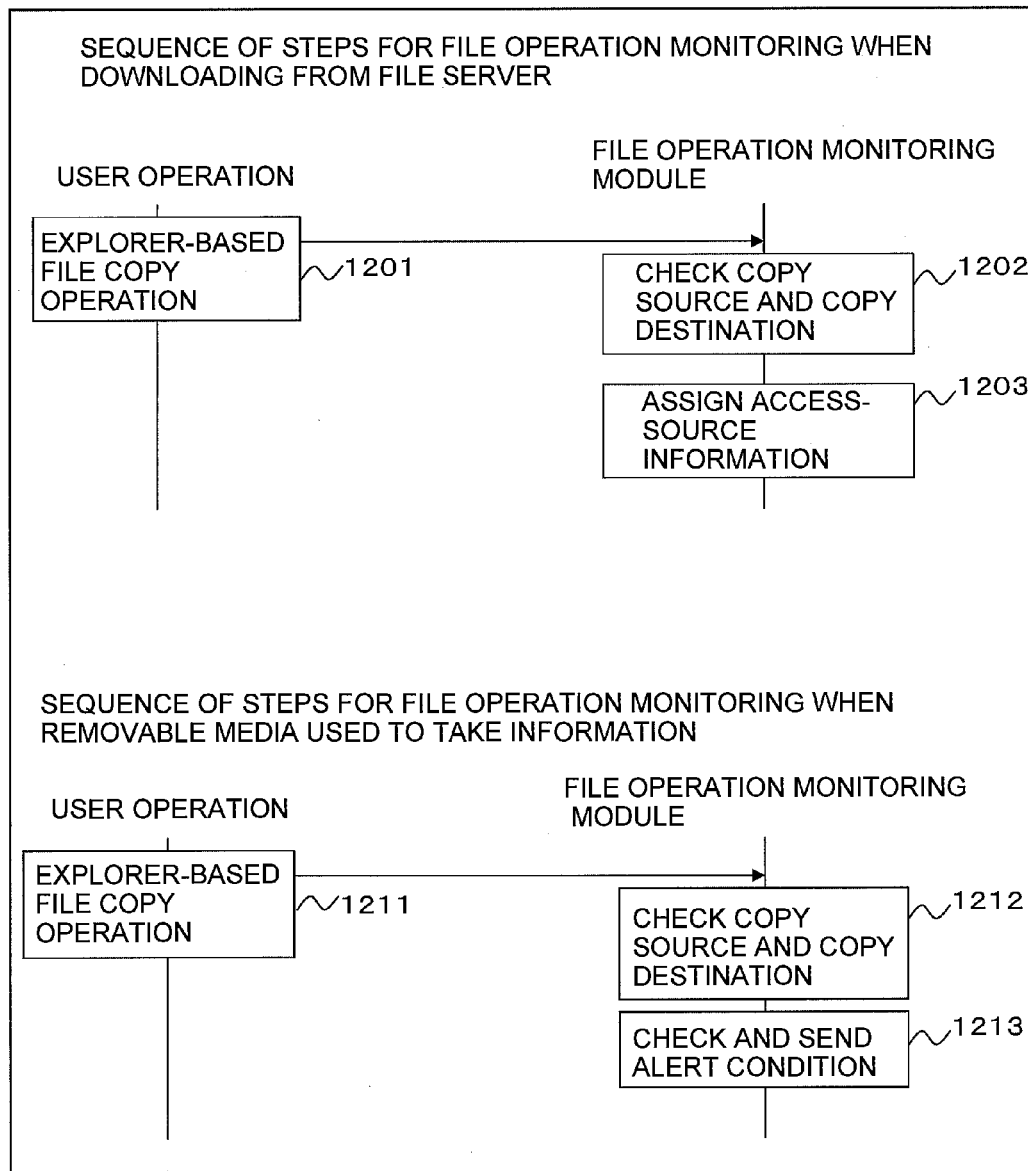 SEQUENCE OF STEPS FOR FILE OPERATION MONITORING WHEN
DOWNLOADING FROM FILE SERVER
USER OPERATION
FILE OPERATION MONITORING
MODULE
EXPLORER-BASED
FILE COPY
OPERATION
1201
CHECK COPY
SOURCE AND COPY
DESTINATION
1202
ASSIGN ACCESS-
SOURCE
INFORMATION
1203
SEQUENCE OF STEPS FOR FILE OPERATION MONITORING WHEN
REMOVABLE MEDIA USED TO TAKE INFORMATION
USER OPERATION
FILE OPERATION MONITORING
MODULE
EXPLORER-BASED
FILE COPY
OPERATION
1211
CHECK COPY
SOURCE AND COPY
DESTINATION
1212
CHECK AND SEND
ALERT CONDITION
1213